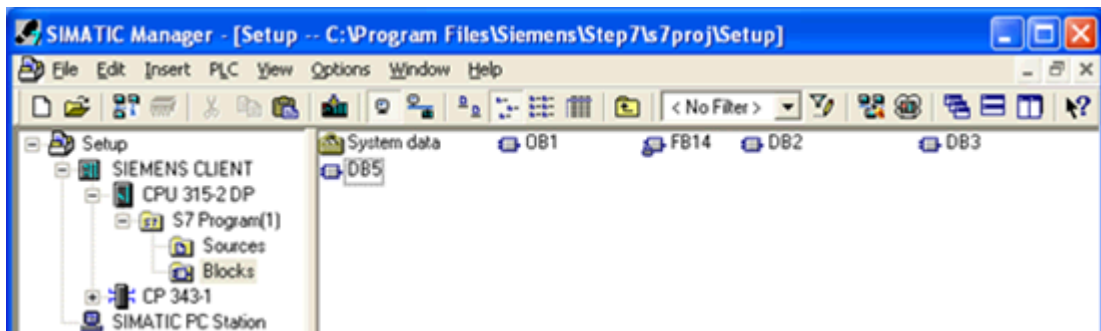 SIMATIC Manager - [Setup -- C:\Program Files\Siemens\Step7\s7proj\Setup]
File Edit Insert PLC View Options Window Help
< No Filter >
Setup
SIEMENS CLIENT
CPU 315-2 DP
S7 Program(1)
Sources
Blocks
CP 343-1
SIMATIC PC Station
System data OB1 FB14 DB2 DB3
DB5